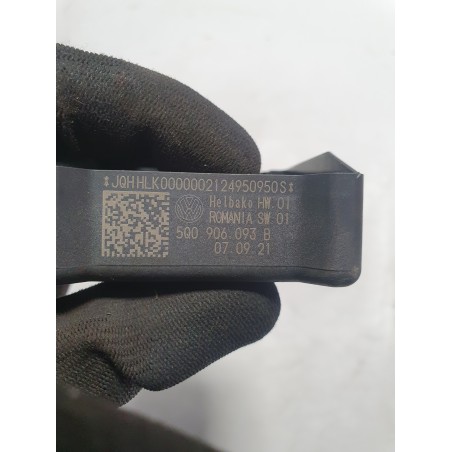 *JQHHLK0000002124950950S*
Helbako HW.01
ROMANIA SW.01
5Q0 906 093 B
07.09.21